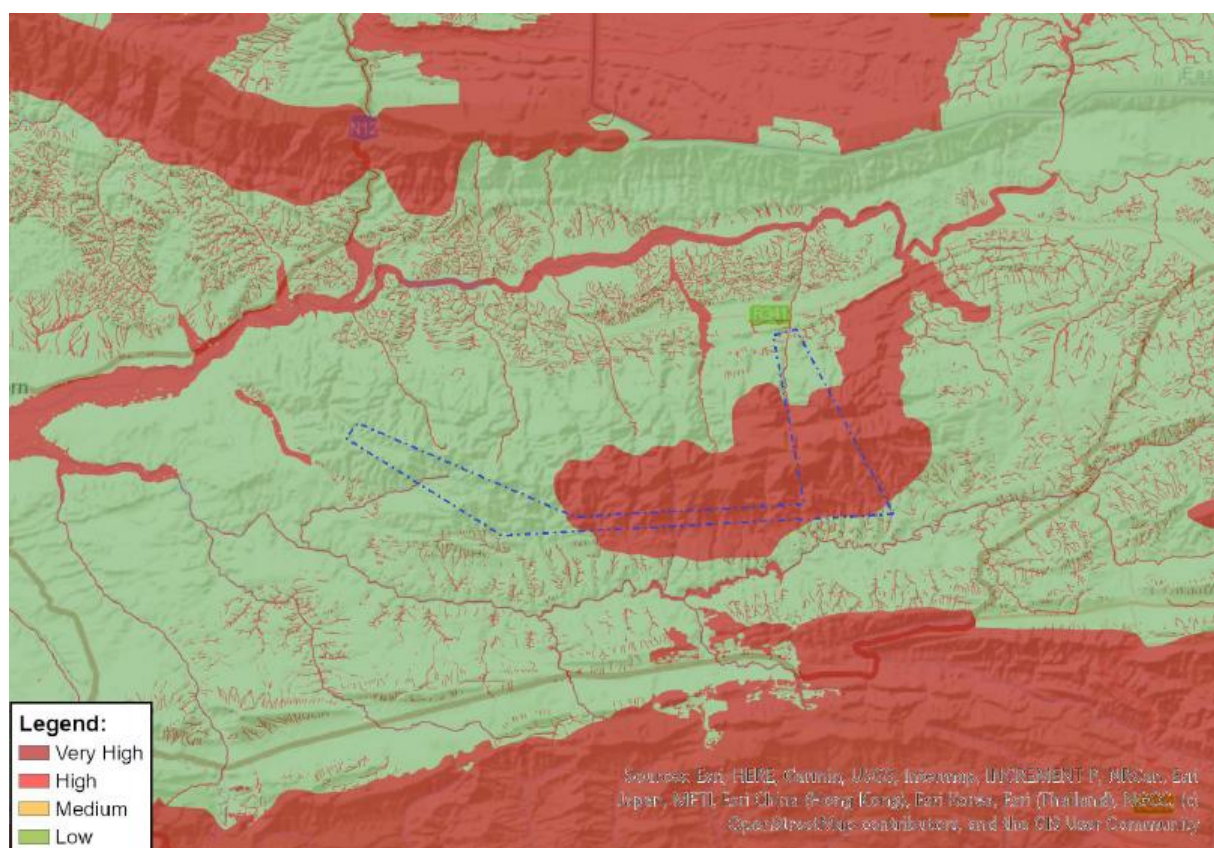 N12
R341
Legend:
Very High
High
Medium
Low
Sources: Esri, HERE, Garmin, USGS, Intermap, INCREMENT P, NRCan, Esri
Japan, METI, Esri China (Hong Kong), Esri Korea, Esri (Thailand), NGCC, (c)
OpenStreetMap contributors, and the GIS User Community